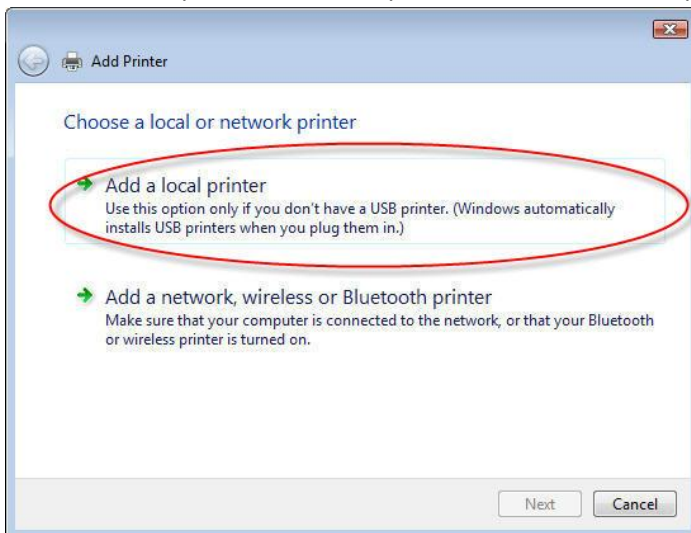 Add Printer
Choose a local or network printer
Add a local printer
Use this option only if you don't have a USB printer. (Windows automatically
installs USB printers when you plug them in.)
Add a network, wireless or Bluetooth printer
Make sure that your computer is connected to the network, or that your Bluetooth
or wireless printer is turned on.
Next Cancel